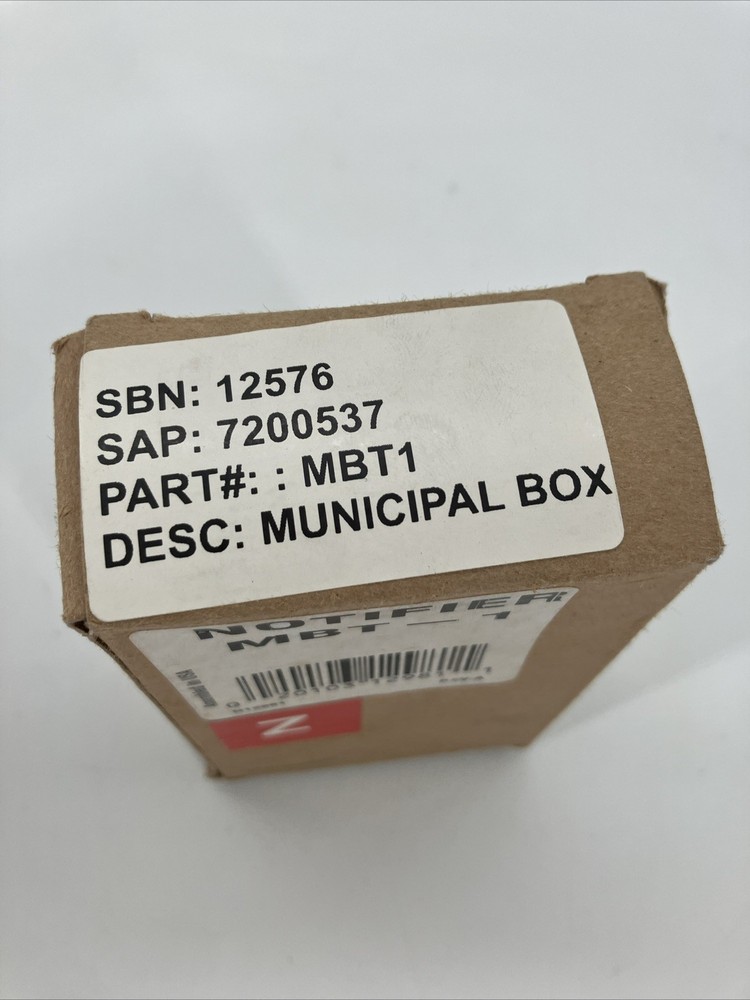 SBN: 12576
SAP: 7200537
PART#: : MBT1
DESC: MUNICIPAL BOX
NOTIFIER
MBT-1
N